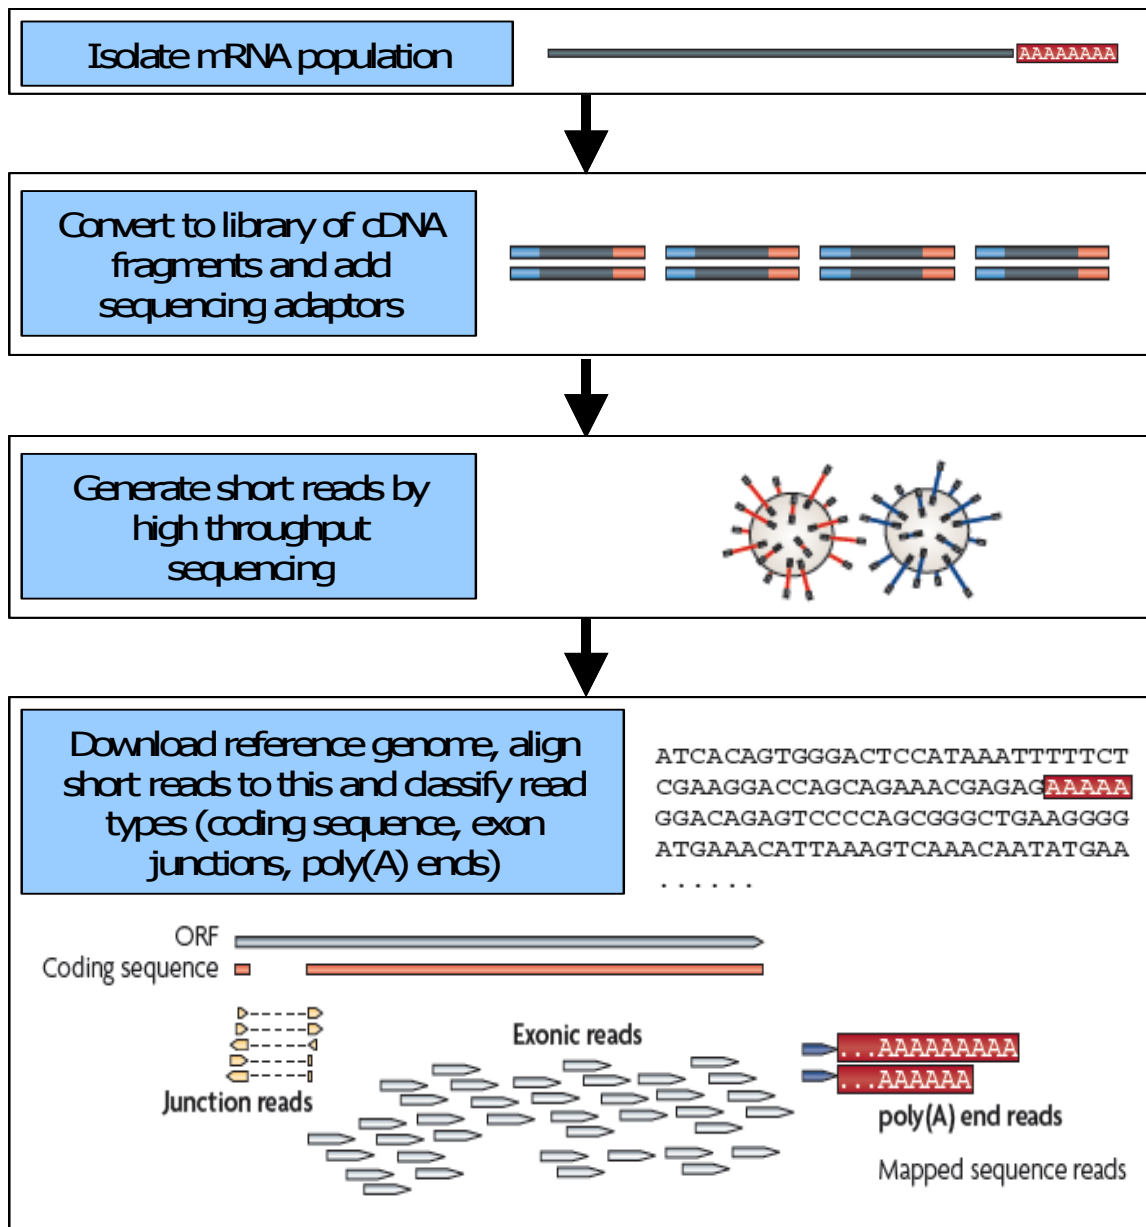 Isolate mRNA population
AAAAAAAA
Convert to library of cDNA
fragments and add
sequencing adaptors
Generate short reads by
high throughput
sequencing
Download reference genome, align
short reads to this and classify read
types (coding sequence, exon
junctions, poly(A) ends)
ATCACAGTGGGACTCCATAAATTTTTCT
CGAAGGACCAGCAGAAACGAGAGAAAAA
GGACAGAGTCCCCAGCGGGCTGAAGGGG
ATGAAACATTAAAGTCAAACAATATGAA
......
ORF
Coding sequence
Exonic reads
...AAAAAAAAA
...AAAAAA
Junction reads
poly(A) end reads
Mapped sequence reads